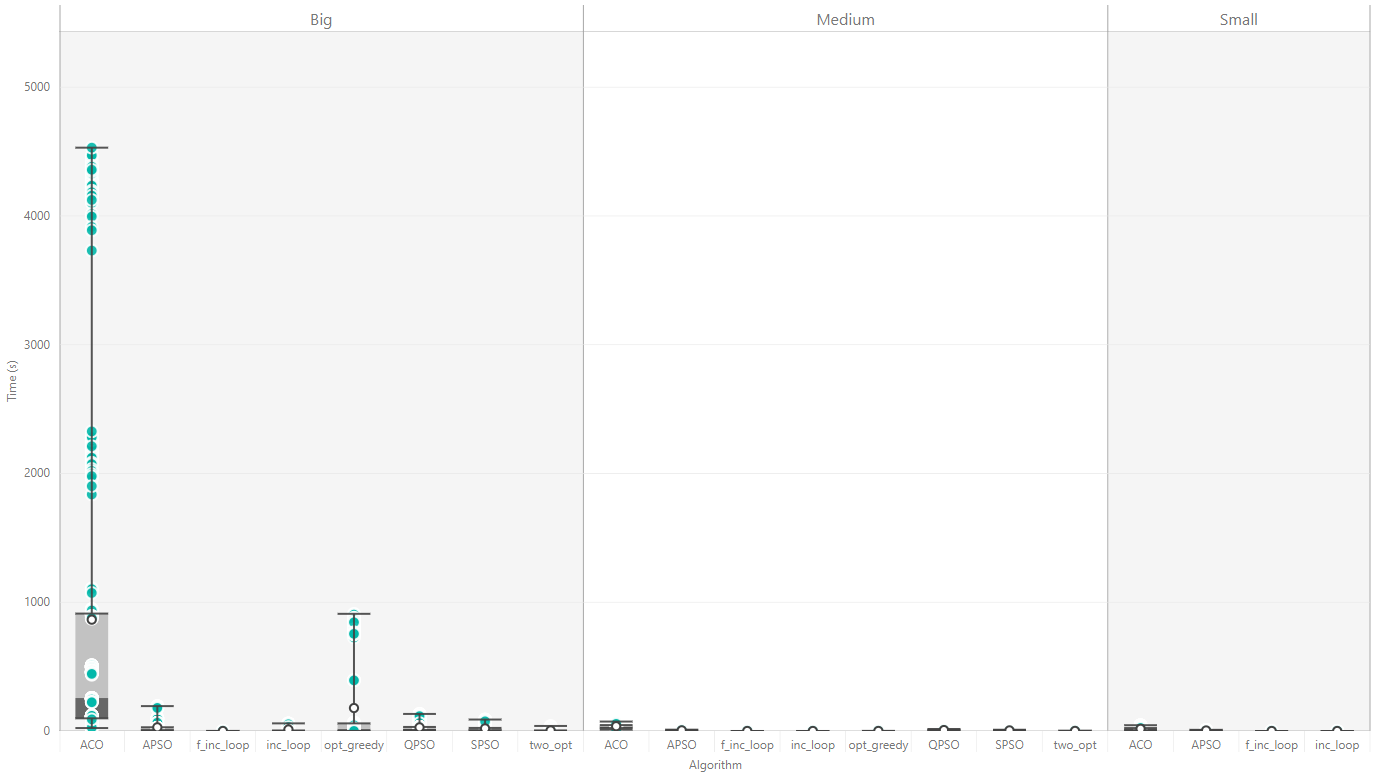 Big Medium Small
5000
4000
3000
2000
1000
0
Time (s)
ACO APSO f_inc_loop inc_loop opt_greedy QPSO SPSO two_opt ACO APSO f_inc_loop inc_loop opt_greedy QPSO SPSO two_opt ACO APSO f_inc_loop inc_loop
Algorithm